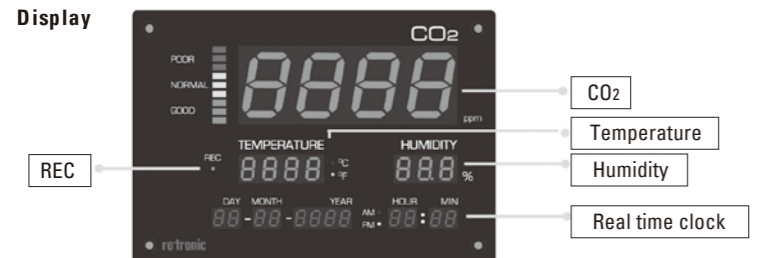 Display
CO2
POOR
NORMAL
GOOD
8888
ppm
CO2
TEMPERATURE
HUMIDITY
Temperature
REC
REC
8888
°C
°F
88.8
%
Humidity
DAY
MONTH
YEAR
AM
PM
HOUR
MIN
88-88-8888
88:88
Real time clock
rotronic